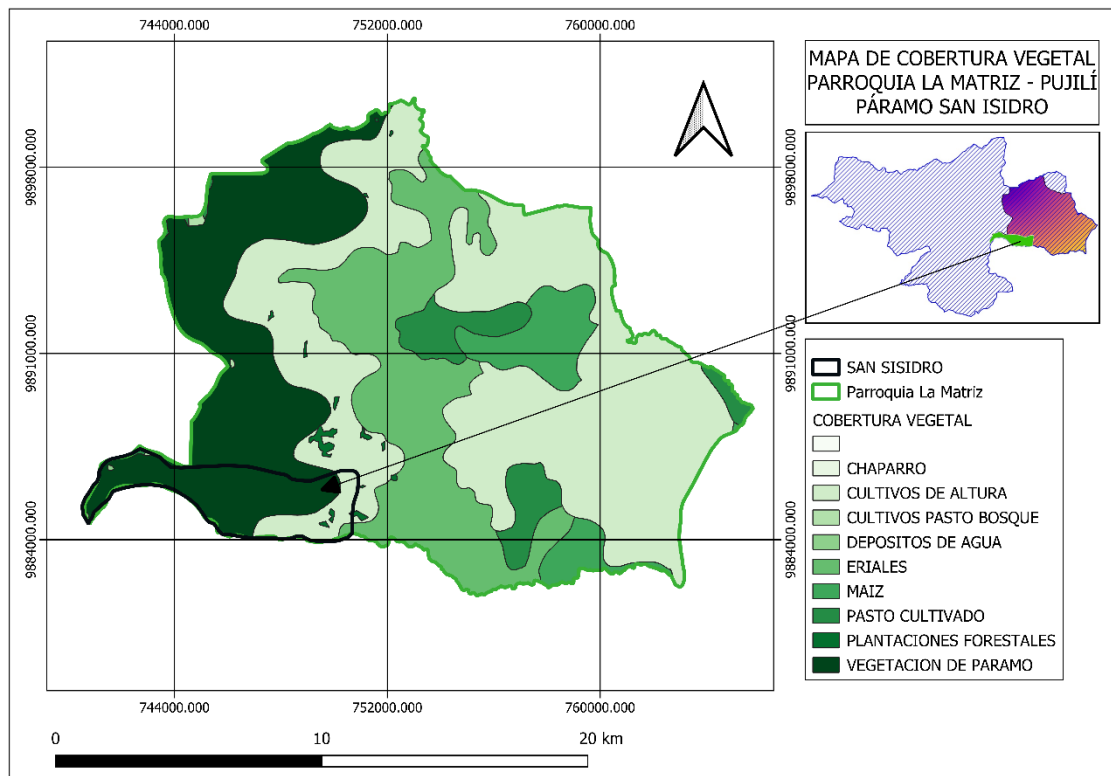 744000.000
752000.000
760000.000
MAPA DE COBERTURA VEGETAL
PARROQUIA LA MATRIZ - PUJILÍ
PÁRAMO SAN ISIDRO
9898000.000
9898000.000
9891000.000
9891000.000
9884000.000
9884000.000
SAN SISIDRO
Parroquia La Matriz
COBERTURA VEGETAL
CHAPARRO
CULTIVOS DE ALTURA
CULTIVOS PASTO BOSQUE
DEPOSITOS DE AGUA
ERIALES
MAIZ
PASTO CULTIVADO
PLANTACIONES FORESTALES
VEGETACION DE PARAMO
744000.000
752000.000
760000.000
0
10
20 km